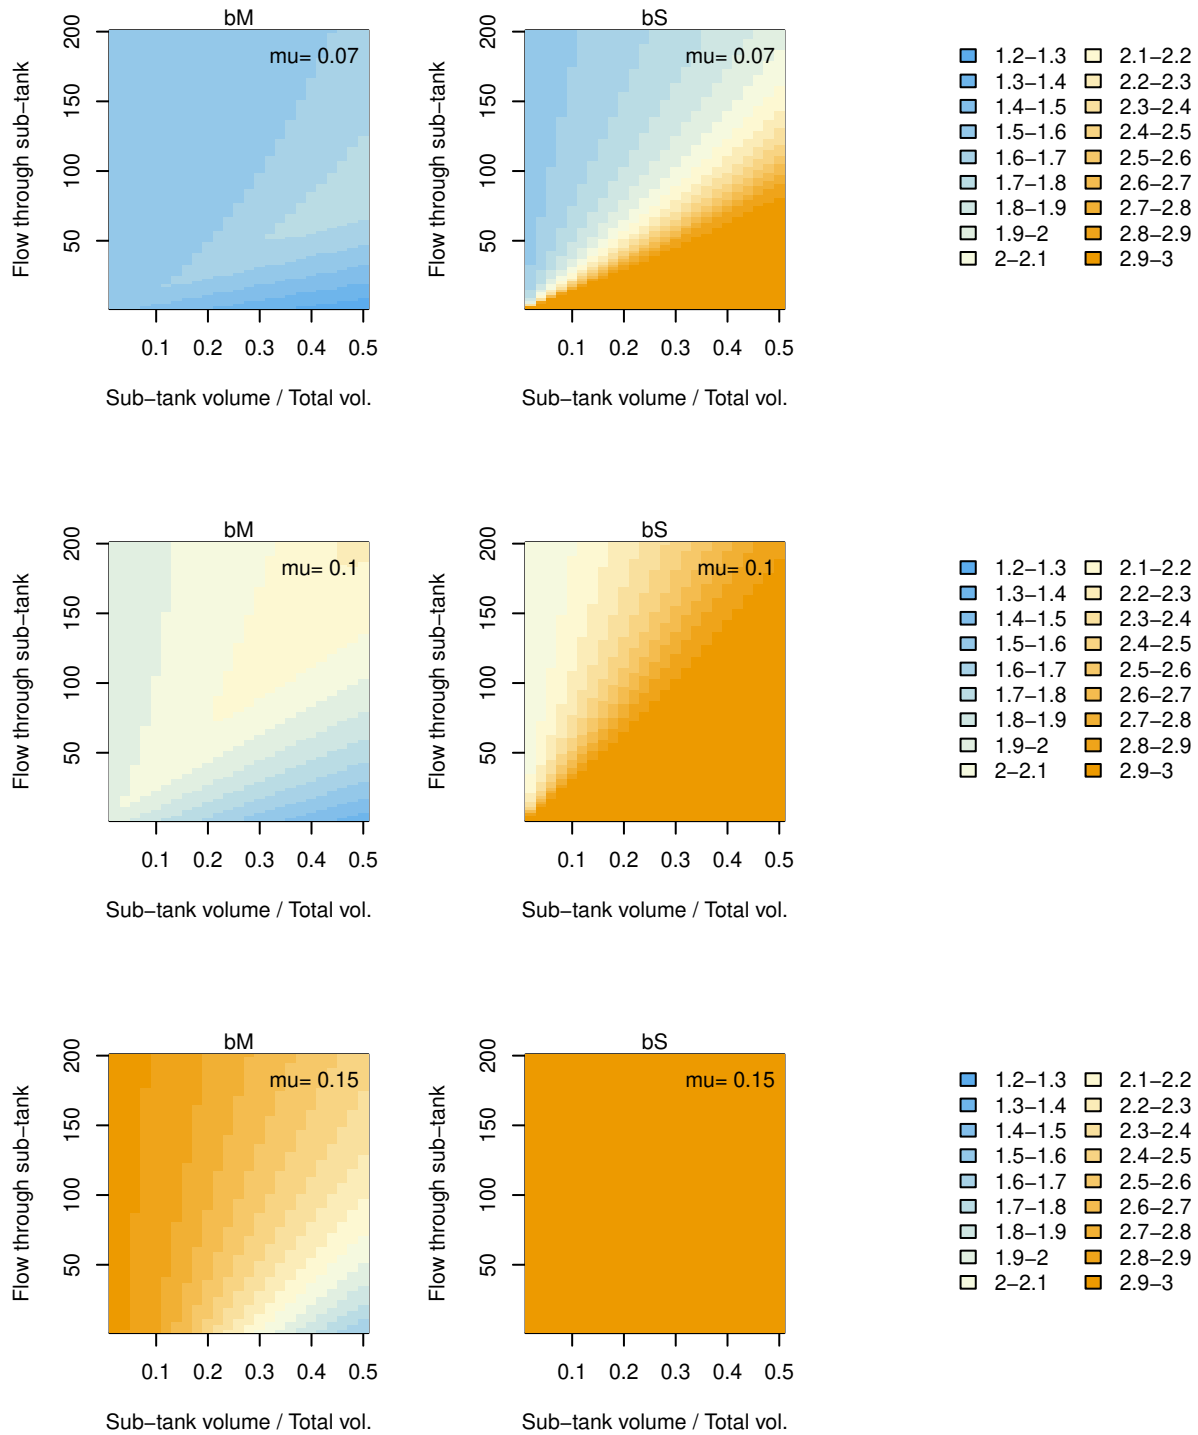 bM
bS
mu= 0.07
mu= 0.07
Flow through sub−tank
50
100
150
200
Flow through sub−tank
50
100
150
200
0.1 0.2 0.3 0.4 0.5
0.1 0.2 0.3 0.4 0.5
Sub−tank volume / Total vol.
Sub−tank volume / Total vol.
1.2−1.3
1.3−1.4
1.4−1.5
1.5−1.6
1.6−1.7
1.7−1.8
1.8−1.9
1.9−2
2−2.1
2.1−2.2
2.2−2.3
2.3−2.4
2.4−2.5
2.5−2.6
2.6−2.7
2.7−2.8
2.8−2.9
2.9−3
bM
bS
mu= 0.1
mu= 0.1
Flow through sub−tank
50
100
150
200
Flow through sub−tank
50
100
150
200
0.1 0.2 0.3 0.4 0.5
0.1 0.2 0.3 0.4 0.5
Sub−tank volume / Total vol.
Sub−tank volume / Total vol.
1.2−1.3
1.3−1.4
1.4−1.5
1.5−1.6
1.6−1.7
1.7−1.8
1.8−1.9
1.9−2
2−2.1
2.1−2.2
2.2−2.3
2.3−2.4
2.4−2.5
2.5−2.6
2.6−2.7
2.7−2.8
2.8−2.9
2.9−3
bM
bS
mu= 0.15
mu= 0.15
Flow through sub−tank
50
100
150
200
Flow through sub−tank
50
100
150
200
0.1 0.2 0.3 0.4 0.5
0.1 0.2 0.3 0.4 0.5
Sub−tank volume / Total vol.
Sub−tank volume / Total vol.
1.2−1.3
1.3−1.4
1.4−1.5
1.5−1.6
1.6−1.7
1.7−1.8
1.8−1.9
1.9−2
2−2.1
2.1−2.2
2.2−2.3
2.3−2.4
2.4−2.5
2.5−2.6
2.6−2.7
2.7−2.8
2.8−2.9
2.9−3